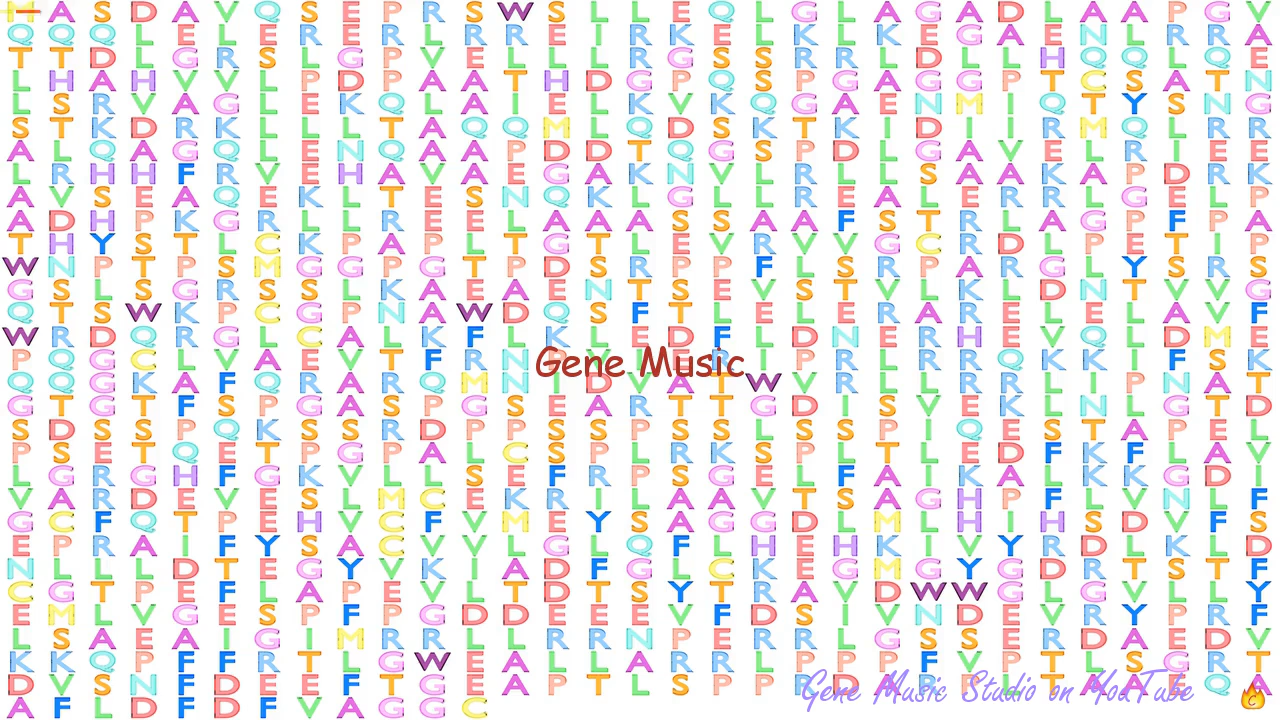 M A S D A V Q S E P R S W S L L E Q L G L A G A D L A A P G V
Q Q Q L E L E R E R L R R E I R K E L K L K E G A E N L R R A
T T D L G R S L G P V E L L L R G S S R R L D L L H Q Q L Q E
L H A H V V L P D P A A T H D G P Q S R L A G G P T C S A T N
L S R V A G L E K Q L A I E L K V K Q G A E N M I Q T Y S N G
S T K D R K L L L T A Q Q M L Q D S K T K I D I I R M Q L R R
A L Q A G Q L E N Q A A P D D T Q G S P D L G A V E L R I E E
L R H H F R V E H A V E E G A K N V L R L L S A A K A P D R K
A V L E A Q E K L T E S N Q K L G L L R E A L E R R L G E L P
A D H P K G R L L R E E L A A A S S A A F S T R L A G P F P A
T H Y S T L C K P A P L T G T L E V R V V G C R D L P E T I P
W N P T P S M G G P G T P D S R P P F L S R P A R G L Y S R S
G S L S G R S S L K A E A E N T S E V S T V L K L D N T V V G
Q T S W K P C G P N A W D Q S F T L E L E R A R E L E L A V F
W R D Q R G L C A L K F L K L E D F L D N E R H E V Q L D M E
P Q G C L V A E V T F R N P V I E R I P R L R R Q K K I F S K
Q Q G K A F Q R A R Q M N I D V A T W V R L L R R L I P N A T
G T G T F S P G A S P G S E A R T T G D I S V E K L N L G T D
S D S S P Q K S S R D P P S S P S S L S S P I Q E S T A P E L
P S E T Q E T P G P A L C S P L R K S P L T L E D F K F L A V
L G R G H F G K V L L S E F R P S G E L F A I K A L K K G D I
V A R D E V E S L M C E K R I L A A V T S A G H P F L V N L F
G C F Q T P E H V C F V M E Y S A G G D L M L H I H S D V F S
E P R A I F Y S A C V V L G L Q F L H E H K I V Y R D L K L D
N L L L D T E G Y V K I A D F G L C K E G M G Y G D R T S T F
C G T P E F L A P E V L T D T S Y T R A V D W W G L G V L L Y
E M L V G E S P F P G D D E E E V F D S I V N D E V R Y P R F
L S A E A I G I M R R L L R R N P E R R L G S S E R D A E D V
K K Q P F F R T L G W E A L L A R R L P P P F V P T L S G R T
D V S N F D E E F T G E A P T L S P P R D A R P L T A A E Q A
A F L D F D F V A G G C
Gene Music
Gene Music Studio on YouTube